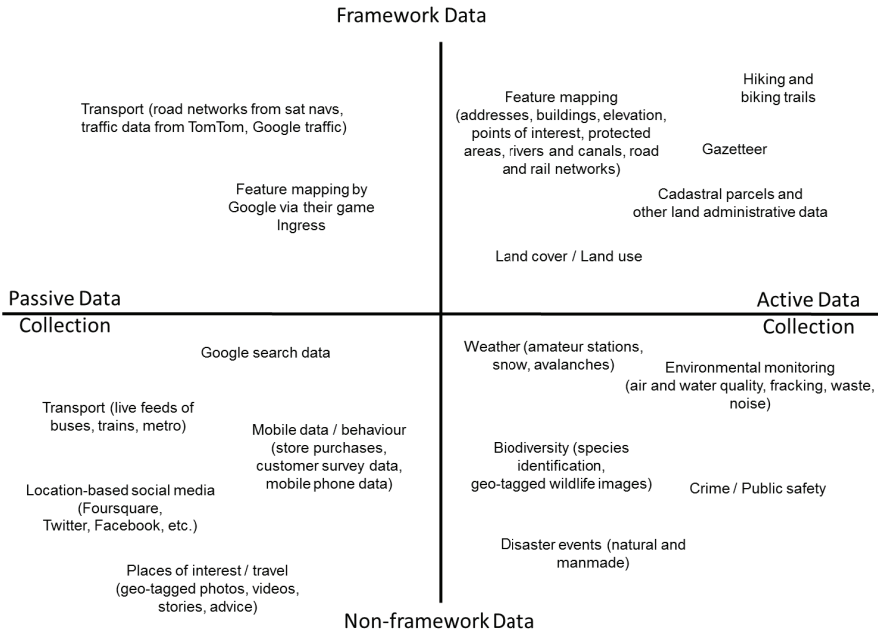 Framework Data
Transport (road networks from sat navs,
traffic data from TomTom, Google traffic)
Feature mapping by
Google via their game
Ingress
Feature mapping
(addresses, buildings, elevation,
points of interest, protected
areas, rivers and canals, road
and rail networks)
Hiking and
biking trails
Gazetteer
Cadastral parcels and
other land administrative data
Land cover / Land use
Passive Data
Collection
Active Data
Collection
Google search data
Transport (live feeds of
buses, trains, metro)
Mobile data / behaviour
(store purchases,
customer survey data,
mobile phone data)
Location-based social media
(Foursquare,
Twitter, Facebook, etc.)
Places of interest / travel
(geo-tagged photos, videos,
stories, advice)
Weather (amateur stations,
snow, avalanches)
Environmental monitoring
(air and water quality, fracking, waste,
noise)
Biodiversity (species
identification,
geo-tagged wildlife images)
Crime / Public safety
Disaster events (natural and
manmade)
Non-framework Data